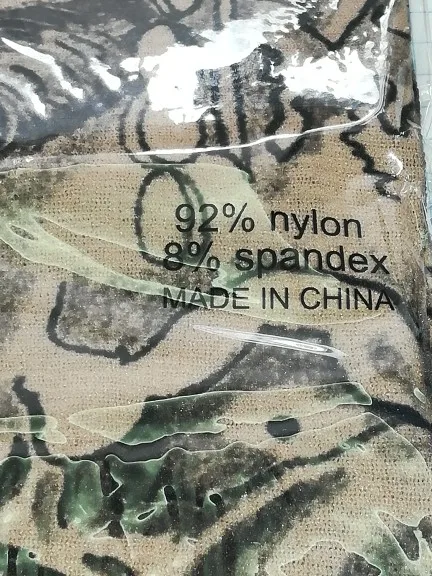 92% nylon
8% spandex
MADE IN CHINA